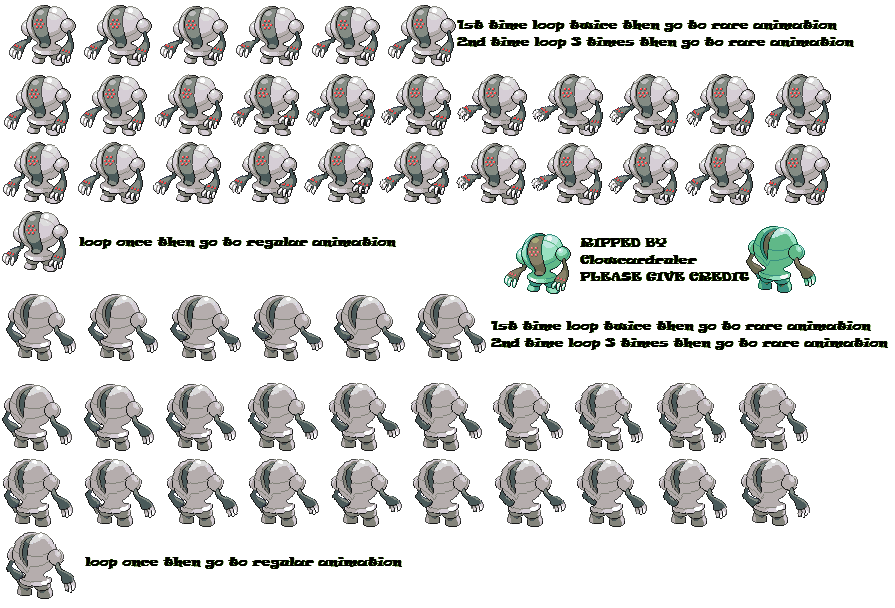 1st time loop twice then go to rare animation
2nd time loop 3 times then go to rare animation
loop once then go to regular animation
RIPPED BY
Clowcardruler
PLEASE GIVE CREDIT
1st time loop twice then go to rare animation
2nd time loop 3 times then go to rare animation
loop once then go to regular animation